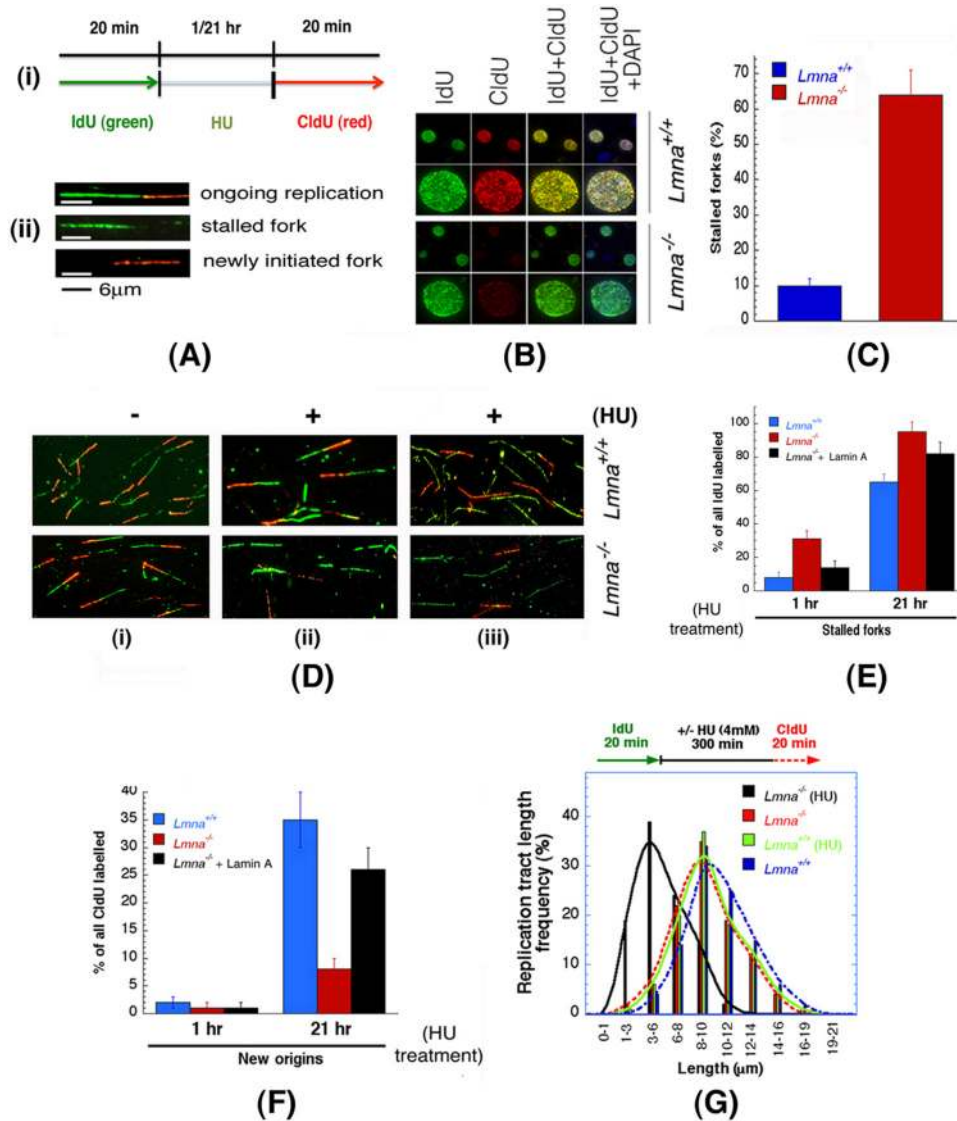 20 min 1/21 hr 20 min
(i)
IdU (green) HU CldU (red)
(ii)
ongoing replication
stalled fork
newly initiated fork
6μm
(A)
IdU
CldU
IdU+CldU
IdU+CldU
+DAPI
Lmna+/+
Lmna-/-
(B)
Lmna+/+
Lmna-/-
Stalled forks (%)
70
60
50
40
30
20
10
0
(C)
- + + (HU)
Lmna+/+
Lmna-/-
(i) (ii) (iii)
(D)
Lmna+/+
Lmna-/-
Lmna-/- + Lamin A
% of all IdU labelled
100
80
60
40
20
0
1 hr 21 hr
(HU
treatment)
Stalled forks
(E)
Lmna+/+
Lmna-/-
Lmna-/- + Lamin A
% of all CldU labelled
40
35
30
25
20
15
10
5
0
1 hr 21 hr
(HU
treatment)
New origins
(F)
IdU
20 min
+/- HU (4mM)
300 min
CldU
20 min
Lmna-/- (HU)
Lmna-/-
Lmna+/+ (HU)
Lmna+/+
Replication tract length
frequency (%)
40
30
20
10
0
0-1
1-3
3-6
6-8
8-10
10-12
12-14
14-16
16-19
19-21
Length (μm)
(G)